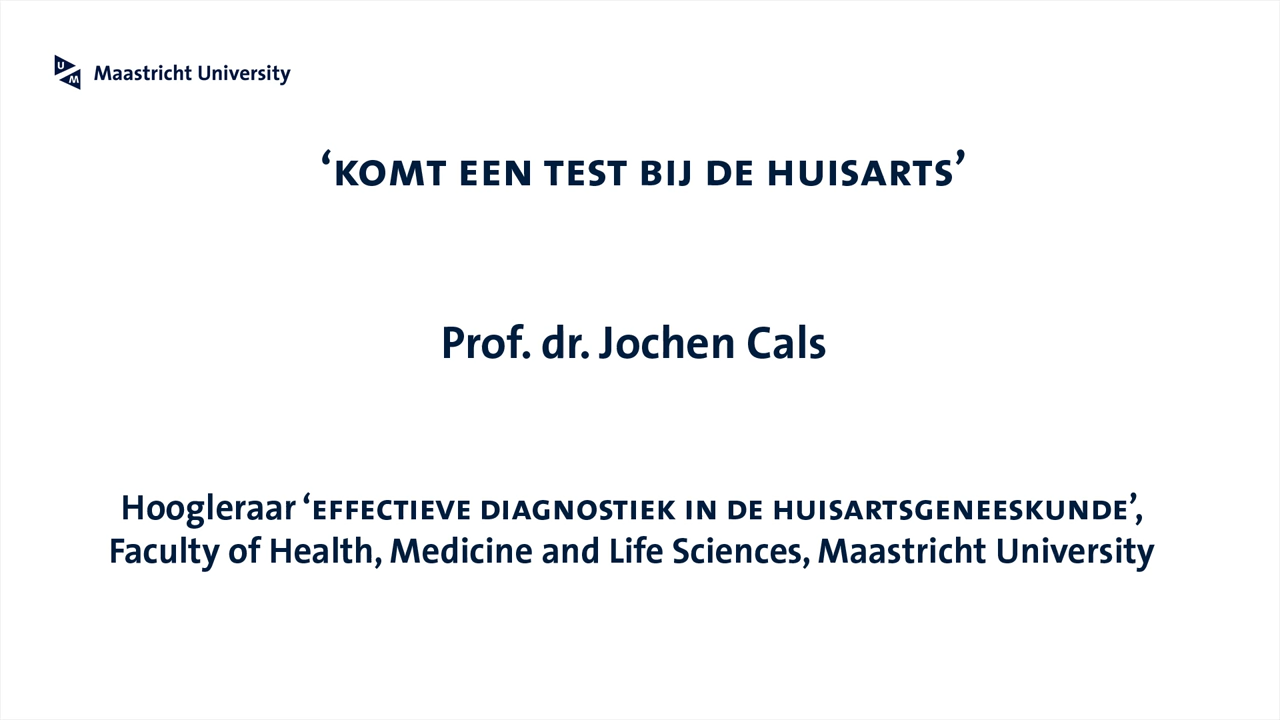 UM Maastricht University
‘KOMT EEN TEST BIJ DE HUISARTS’
Prof. dr. Jochen Cals
Hoogleraar ‘EFFECTIEVE DIAGNOSTIEK IN DE HUISARTSGENEESKUNDE’,
Faculty of Health, Medicine and Life Sciences, Maastricht University